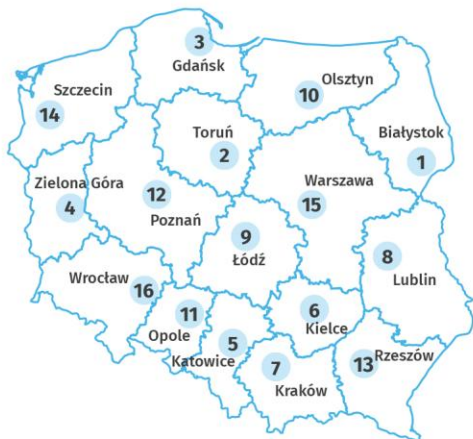 3
Gdańsk
Olsztyn
10
Szczecin
14
Toruń
2
Białystok
1
Zielona Góra
4
12
Poznań
Warszawa
15
9
Łódź
8
Lublin
Wrocław
16
11
Opole
6
Kielce
5
Katowice
7
Kraków
Rzeszów
13